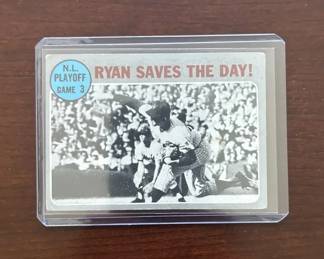 N.L.
PLAYOFF
GAME 3
RYAN SAVES THE DAY!